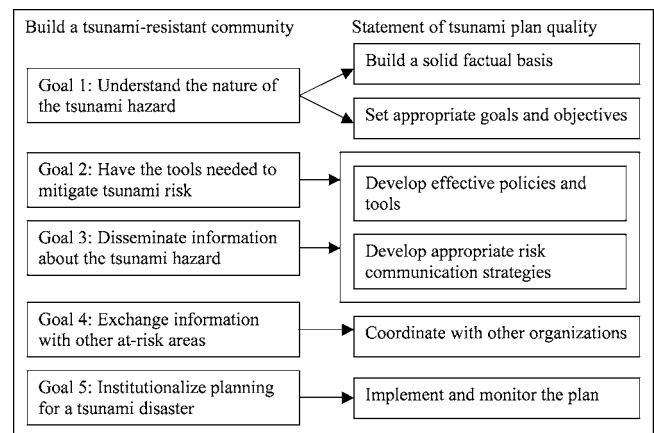 Build a tsunami-resistant community
Statement of tsunami plan quality
Goal 1: Understand the nature of
the tsunami hazard
Build a solid factual basis
Set appropriate goals and objectives
Goal 2: Have the tools needed to
mitigate tsunami risk
Develop effective policies and
tools
Goal 3: Disseminate information
about the tsunami hazard
Develop appropriate risk
communication strategies
Goal 4: Exchange information
with other at-risk areas
Coordinate with other organizations
Goal 5: Institutionalize planning
for a tsunami disaster
Implement and monitor the plan